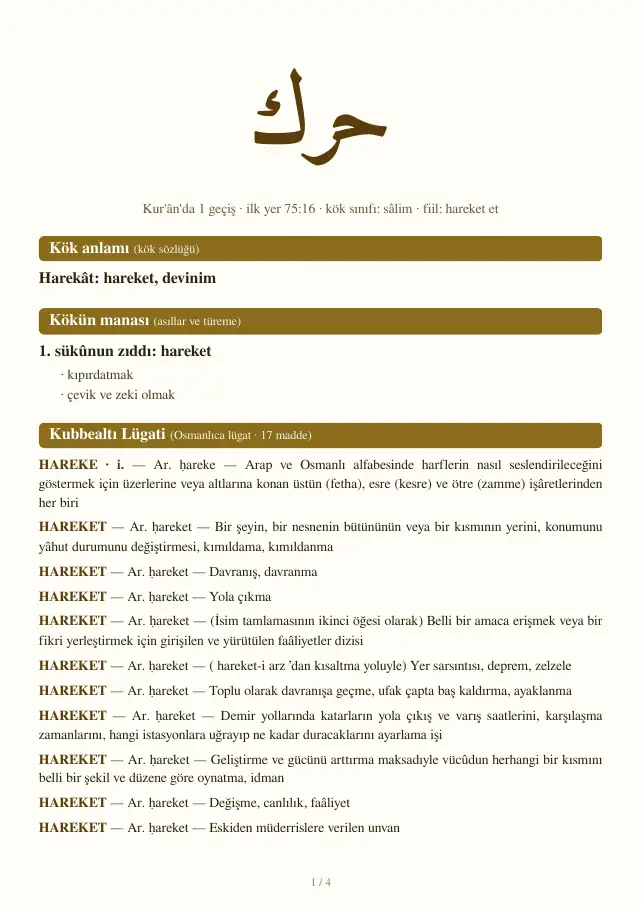 حرك
Kur'ân'da 1 geçiş · ilk yer 75:16 · kök sınıfı: sâlim · fiil: hareket et
Kök anlamı (kök sözlüğü)
Harekât: hareket, devinim
Kökün manası (asıllar ve türeme)
1. sükûnun zıddı: hareket
· kıpırdatmak
· çevik ve zeki olmak
Kubbealtı Lügati (Osmanlıca lügat · 17 madde)
HAREKE · i. — Ar. ḥareke — Arap ve Osmanlı alfabesinde harflerin nasıl seslendirileceğini
göstermek için üzerlerine veya altlarına konan üstün (fetha), esre (kesre) ve ötre (zamme) işâretlerinden
her biri
HAREKET — Ar. ḥareket — Bir şeyin, bir nesnenin bütününün veya bir kısmının yerini, konumunu
yâhut durumunu değiştirmesi, kımıldama, kımıldanma
HAREKET — Ar. ḥareket — Davranış, davranma
HAREKET — Ar. ḥareket — Yola çıkma
HAREKET — Ar. ḥareket — (İsim tamlamasının ikinci öğesi olarak) Belli bir amaca erişmek veya bir
fikri yerleştirmek için girişilen ve yürütülen faâliyetler dizisi
HAREKET — Ar. ḥareket — ( hareket-i arz ’dan kısaltma yoluyle) Yer sarsıntısı, deprem, zelzele
HAREKET — Ar. ḥareket — Toplu olarak davranışa geçme, ufak çapta baş kaldırma, ayaklanma
HAREKET — Ar. ḥareket — Demir yollarında katarların yola çıkış ve varış saatlerini, karşılaşma
zamanlarını, hangi istasyonlara uğrayıp ne kadar duracaklarını ayarlama işi
HAREKET — Ar. ḥareket — Geliştirme ve gücünü arttırma maksadıyle vücûdun herhangi bir kısmını
belli bir şekil ve düzene göre oynatma, idman
HAREKET — Ar. ḥareket — Değişme, canlılık, faâliyet
HAREKET — Ar. ḥareket — Eskiden müderrislere verilen unvan
1 / 4